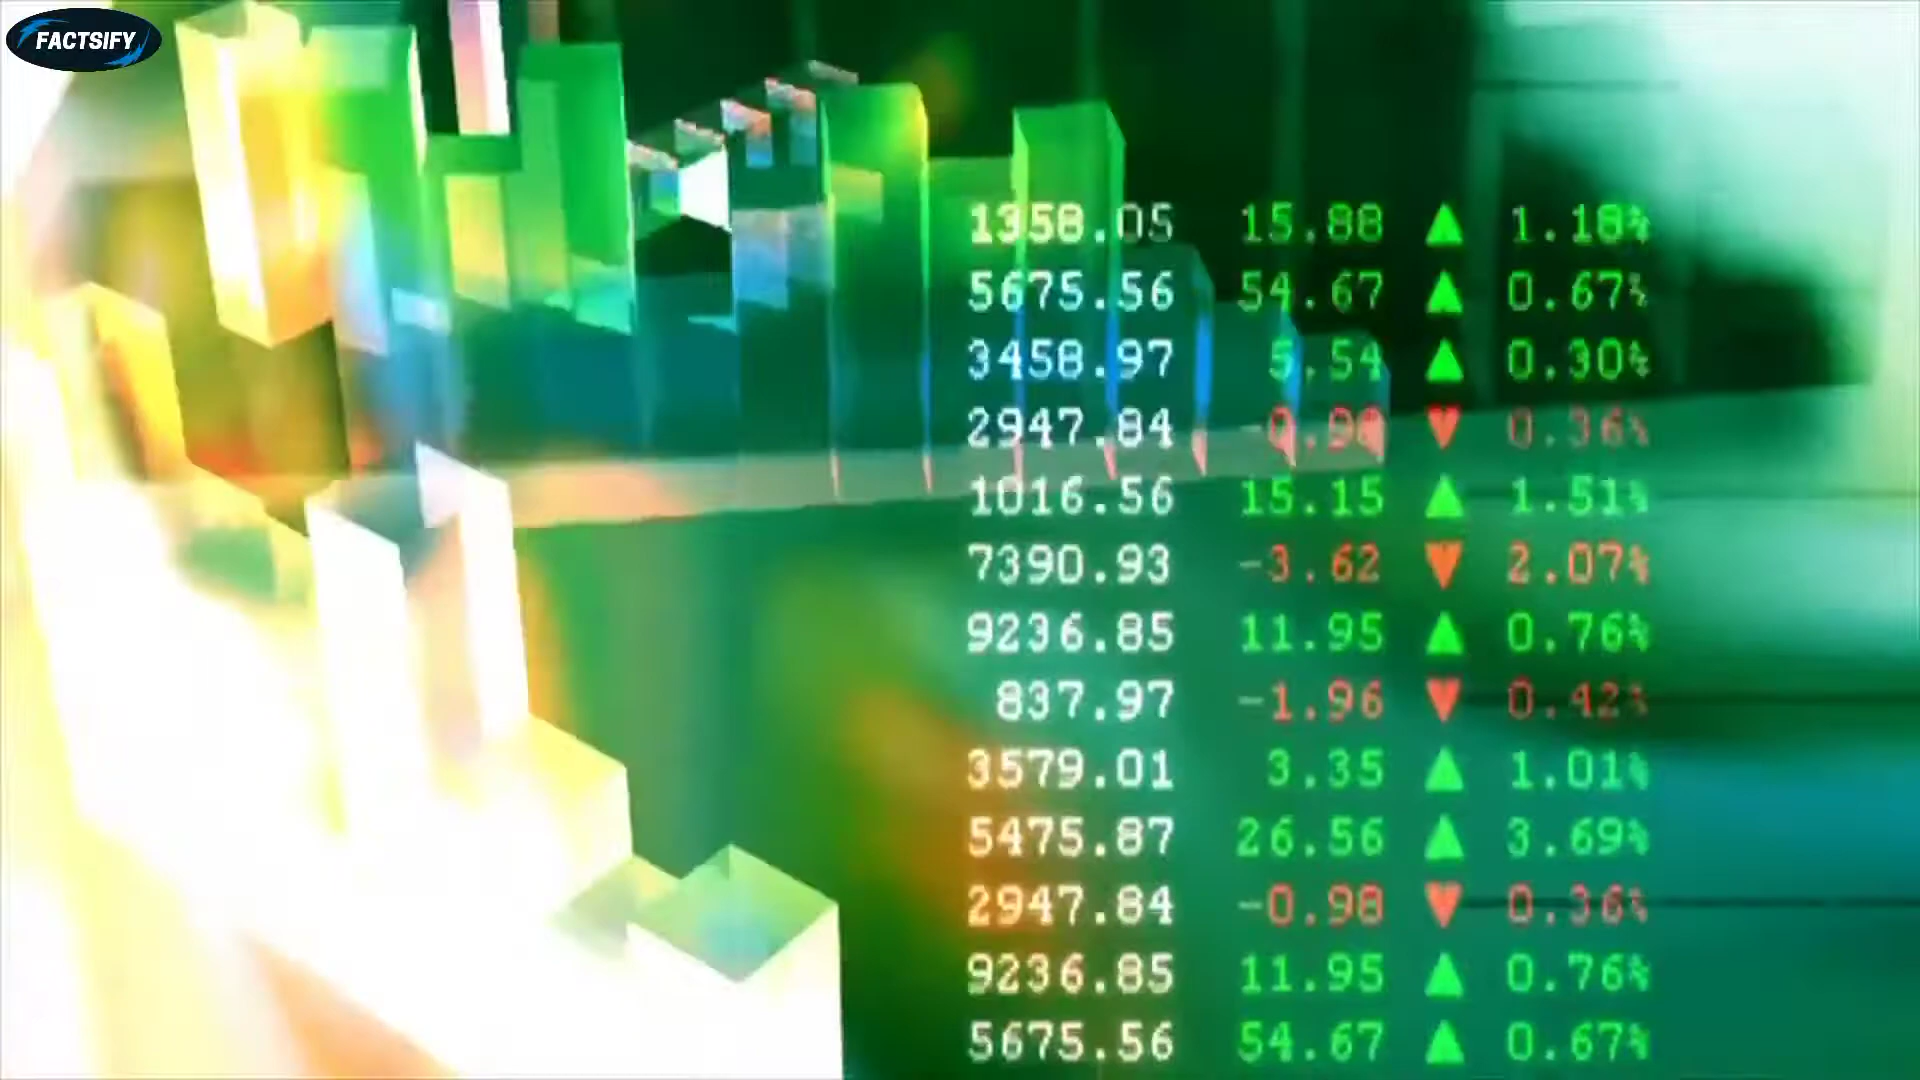 FACTSIFY
1358.05 15.88 ▲ 1.18%
5675.56 54.67 ▲ 0.67%
3458.97 5.54 ▲ 0.30%
2947.84 0.98 ▼ 0.36%
1016.56 15.15 ▲ 1.51%
7390.93 -3.62 ▼ 2.07%
9236.85 11.95 ▲ 0.76%
837.97 -1.96 ▼ 0.42%
3579.01 3.35 ▲ 1.01%
5475.87 26.56 ▲ 3.69%
2947.84 -0.98 ▼ 0.36%
9236.85 11.95 ▲ 0.76%
5675.56 54.67 ▲ 0.67%